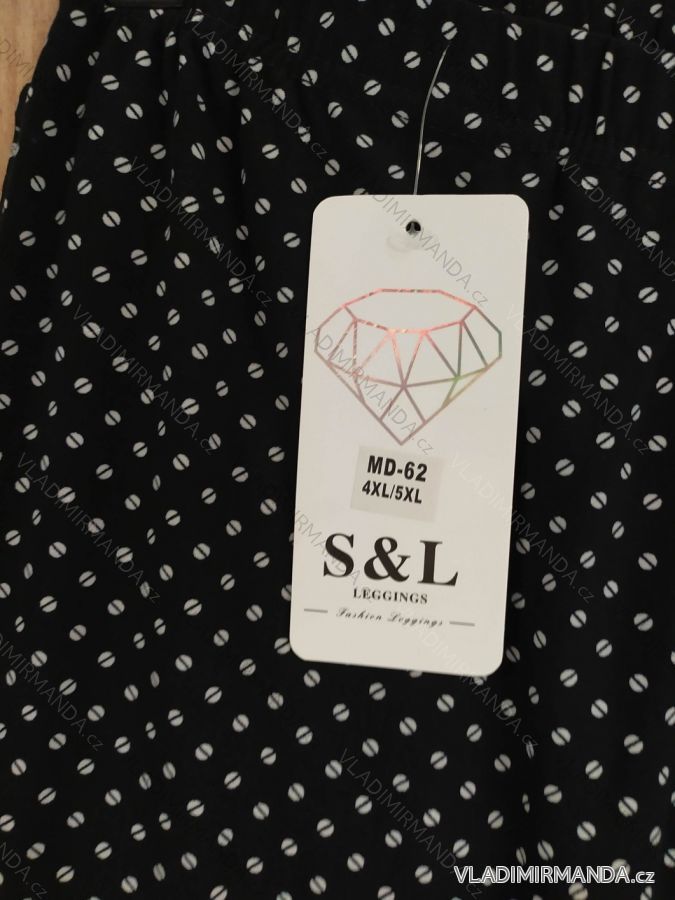 MD-62
4XL/5XL
S&L
LEGGINGS
Fashion Leggings
VLADIMIRMANDA.CZ